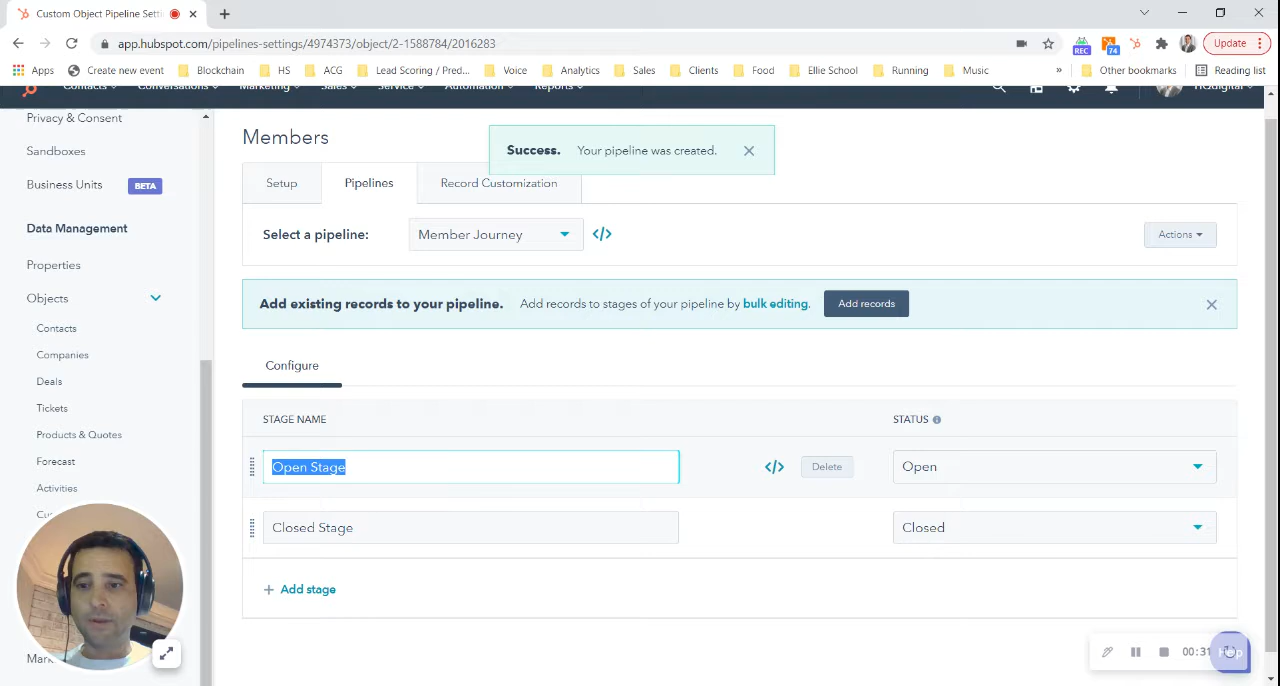 Custom Object Pipeline Setti
app.hubspot.com/pipelines-settings/4974373/object/2-1588784/2016283
REC
74
Update
Apps
Create new event
Blockchain
HS
ACG
Lead Scoring / Pred...
Voice
Analytics
Sales
Clients
Food
Ellie School
Running
Music
»
Other bookmarks
Reading list
Contacts
Conversations
Marketing
Sales
Service
Automation
Reports
HQdigital
Privacy & Consent
Sandboxes
Business Units
BETA
Data Management
Properties
Objects
Contacts
Companies
Deals
Tickets
Products & Quotes
Forecast
Activities
Members
Success. Your pipeline was created.
Setup
Pipelines
Record Customization
Select a pipeline:
Member Journey
</>
Actions
Add existing records to your pipeline. Add records to stages of your pipeline by bulk editing.
Add records
Configure
STAGE NAME
STATUS
Open Stage
</>
Delete
Open
Closed Stage
Closed
+ Add stage
00:31